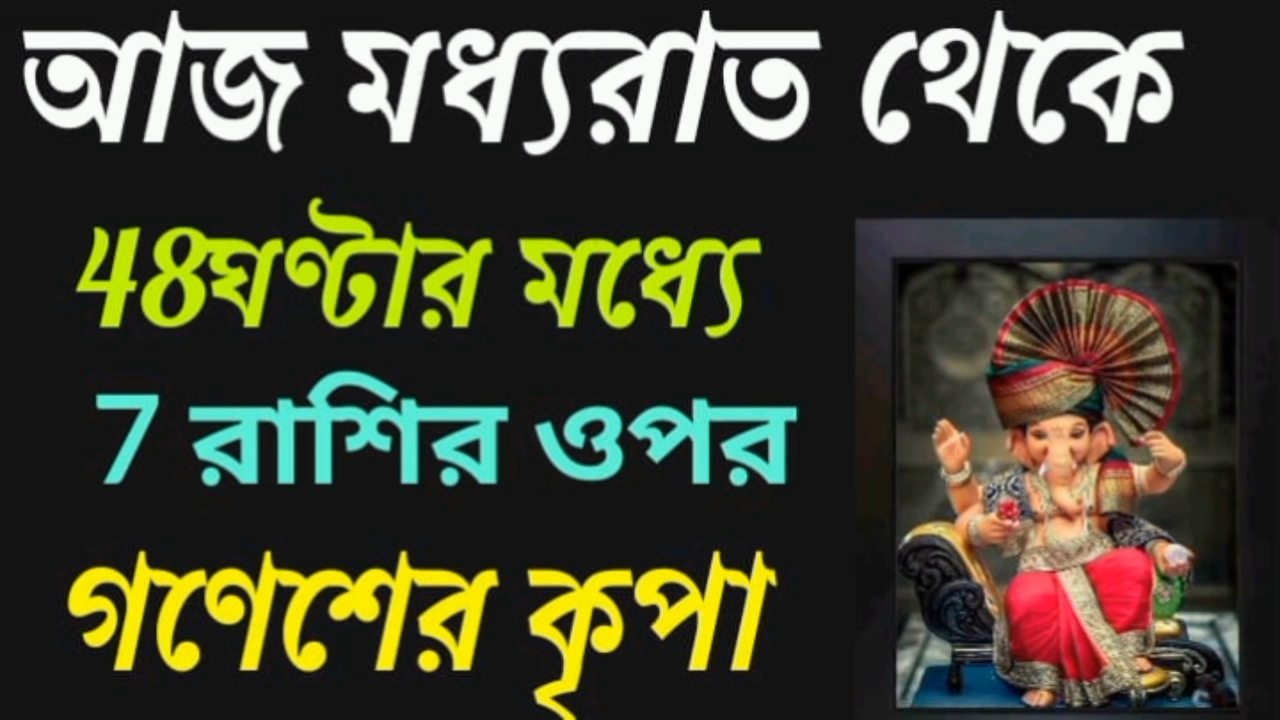 আজ মধ্যরাত থেকে
48ঘণ্টার মধ্যে
7 রাশির ওপর
গণেশের কৃপা